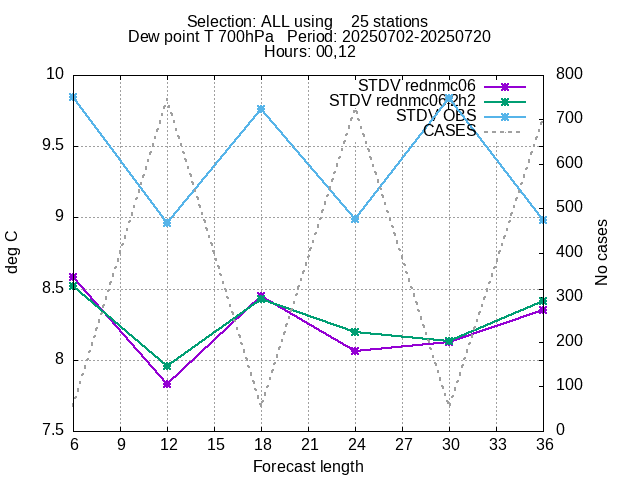 Selection: ALL using 25 stations
Dew point T 700hPa Period: 20250702-20250720
Hours: 00,12
STDV rednmc06
STDV rednmc06_2h2
STDV OBS
CASES
10
9.5
9
8.5
8
7.5
deg C
800
700
600
500
400
300
200
100
0
No cases
6 9 12 15 18 21 24 27 30 33 36
Forecast length